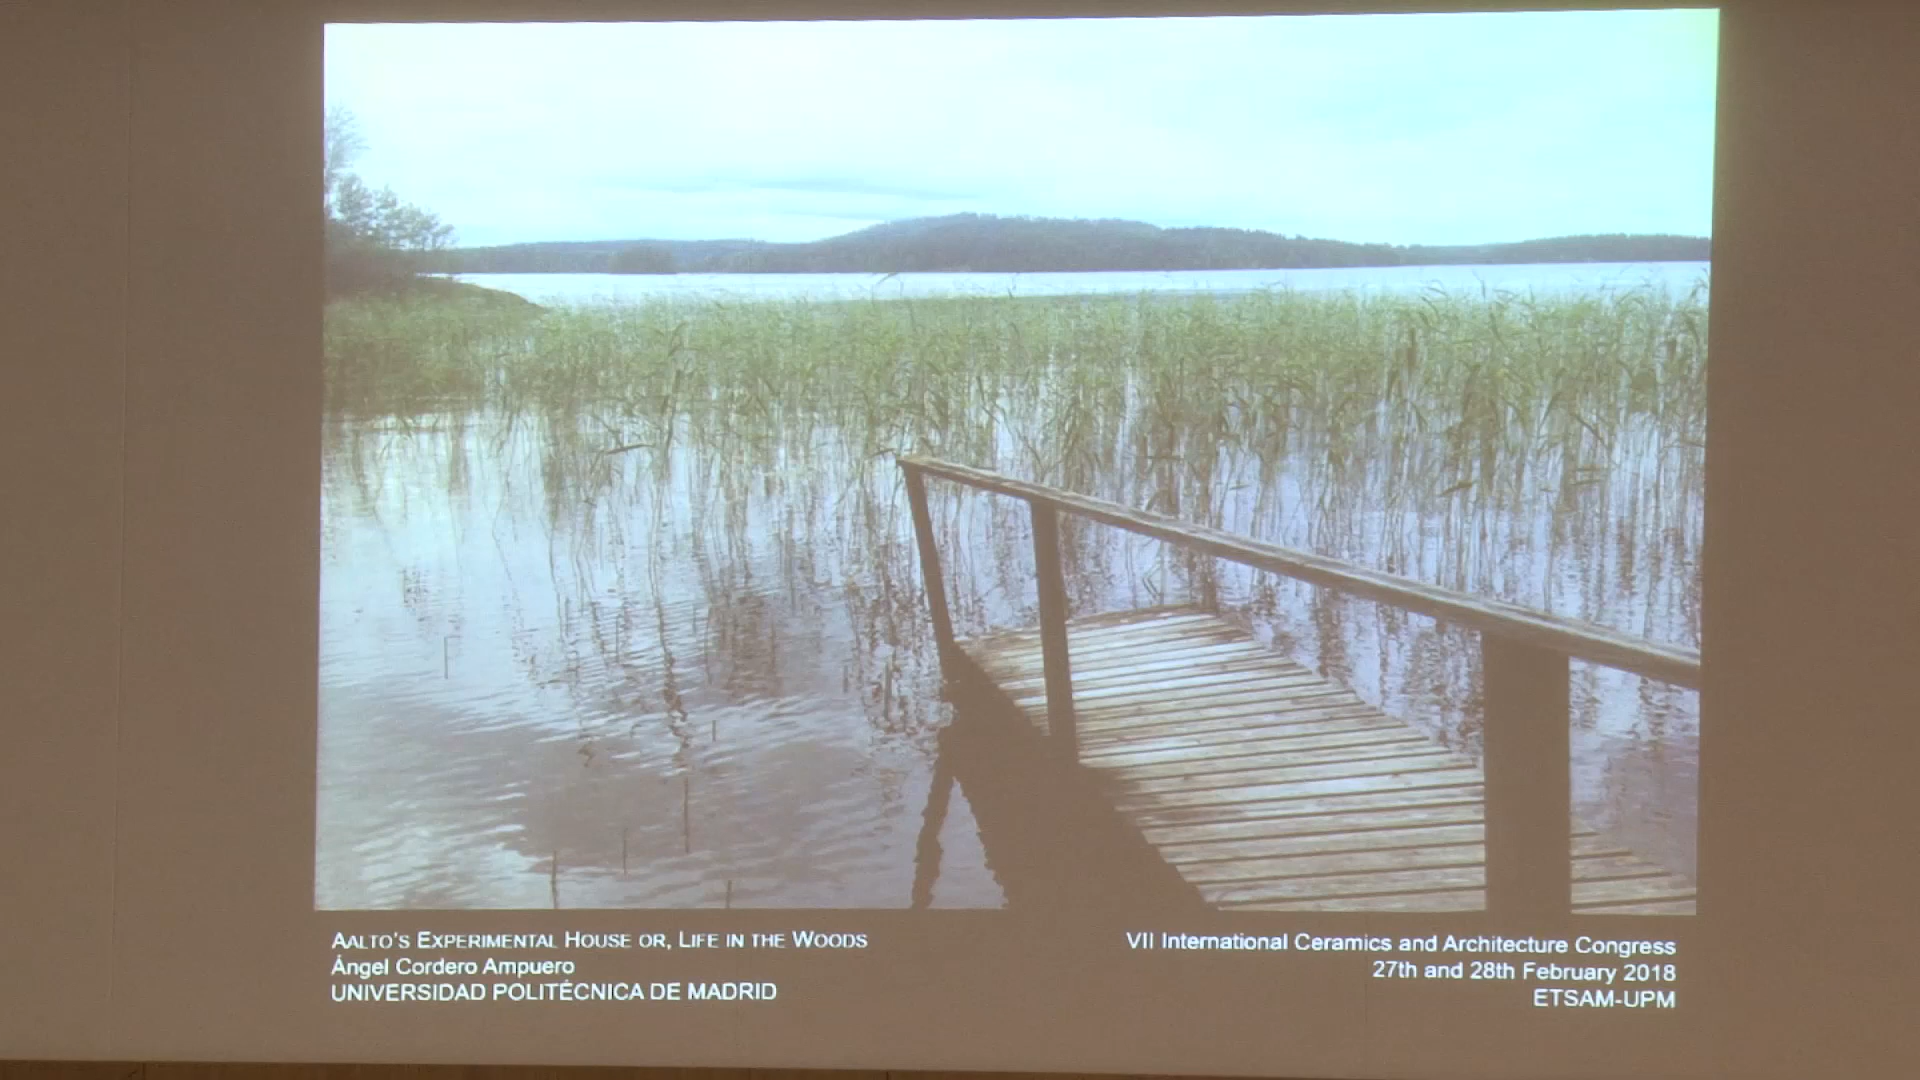 AALTO'S EXPERIMENTAL HOUSE OR, LIFE IN THE WOODS
Ángel Cordero Ampuero
UNIVERSIDAD POLITÉCNICA DE MADRID
VII International Ceramics and Architecture Congress
27th and 28th February 2018
ETSAM-UPM